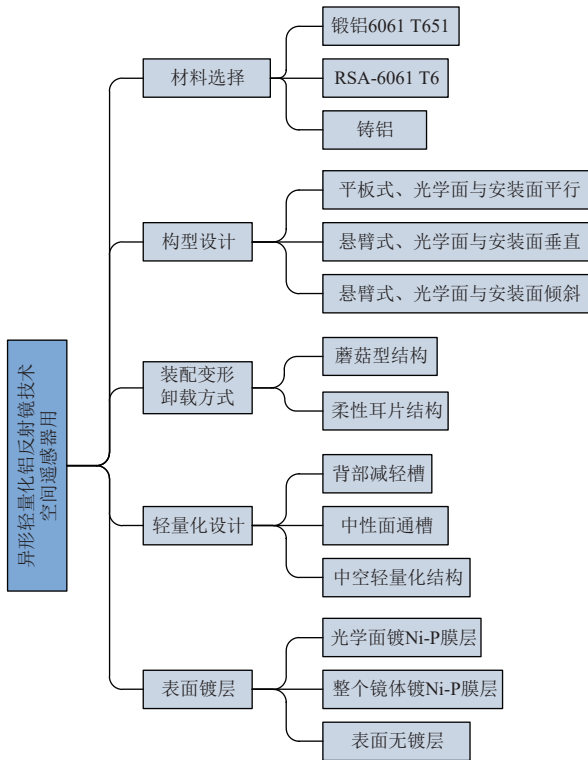 异形轻量化铝反射镜技术
空间遥感器用
材料选择
锻铝6061 T651
RSA-6061 T6
铸铝
构型设计
平板式、光学面与安装面平行
悬臂式、光学面与安装面垂直
悬臂式、光学面与安装面倾斜
装配变形
卸载方式
蘑菇型结构
柔性耳片结构
轻量化设计
背部减轻槽
中性面通槽
中空轻量化结构
表面镀层
光学面镀Ni-P膜层
整个镜体镀Ni-P膜层
表面无镀层